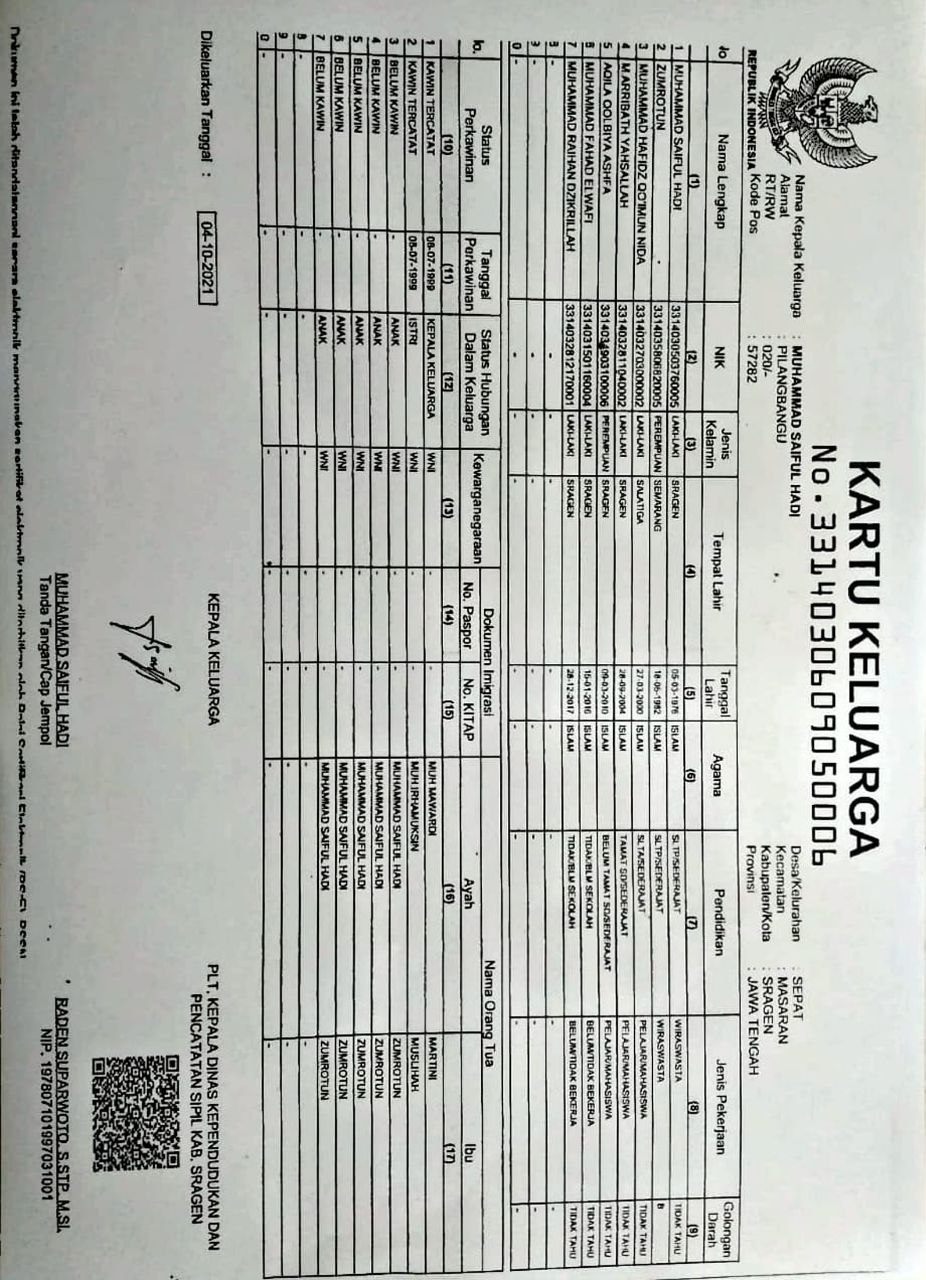 KARTU KELUARGA
No. 3314030609050006
REPUBLIK INDONESIA
Nama Kepala Keluarga : MUHAMMAD SAIFUL HADI
Alamat : PILANGBANGU
RT/RW : 020/-
Kode Pos : 57282
Desa/Kelurahan : SEPAT
Kecamatan : MASARAN
Kabupaten/Kota : SRAGEN
Provinsi : JAWA TENGAH
No Nama Lengkap NIK Jenis Kelamin Tempat Lahir Tanggal Lahir Agama Pendidikan Jenis Pekerjaan Golongan Darah
(1) (2) (3) (4) (5) (6) (7) (8) (9)
1 MUHAMMAD SAIFUL HADI 3314030503760005 LAKI-LAKI SRAGEN 05-03-1976 ISLAM SLTP/SEDERAJAT WIRASWASTA TIDAK TAHU
2 ZUMROTUN 3314035806820005 PEREMPUAN SEMARANG 18-06-1982 ISLAM SLTP/SEDERAJAT WIRASWASTA B
3 MUHAMMAD HAFIDZ QO'IMUN NIDA 3314032703000002 LAKI-LAKI SALATIGA 27-03-2000 ISLAM SLTA/SEDERAJAT PELAJAR/MAHASISWA TIDAK TAHU
4 M.ARRIBATH YAHSALLAH 3314032811040002 LAKI-LAKI SRAGEN ISLAM TAMAT SD/SEDERAJAT PELAJAR/MAHASISWA TIDAK TAHU
5 AQILA QOLBIYA ASHFA 3314034903100006 PEREMPUAN SRAGEN 09-03-2010 ISLAM BELUM TAMAT SD/SEDERAJAT PELAJAR/MAHASISWA TIDAK TAHU
6 MUHAMMAD FAHAD ELWAFI 3314031501160004 LAKI-LAKI SRAGEN 15-01-2016 ISLAM TIDAK/BLM SEKOLAH BELUM/TIDAK BEKERJA TIDAK TAHU
7 MUHAMMAD RAIHAN DZIKRILLAH 3314032812170001 LAKI-LAKI SRAGEN 28-12-2017 ISLAM TIDAK/BLM SEKOLAH BELUM/TIDAK BEKERJA TIDAK TAHU
8 - - - - - - - - -
9 - - - - - - - - -
0 - - - - - - - - -
No. Status Perkawinan Tanggal Perkawinan Status Hubungan Dalam Keluarga Kewarganegaraan Dokumen Imigrasi Nama Orang Tua
No. Paspor No. KITAP Ayah Ibu
(10) (11) (12) (13) (14) (15) (16) (17)
1 KAWIN TERCATAT 08-07-1999 KEPALA KELUARGA WNI - - MUH MAWARDI MARTINI
2 KAWIN TERCATAT 08-07-1999 ISTRI WNI - - MUH IRHAMUKSIN MUSLIHAH
3 BELUM KAWIN - ANAK WNI - - MUHAMMAD SAIFUL HADI ZUMROTUN
4 BELUM KAWIN - ANAK WNI - - MUHAMMAD SAIFUL HADI ZUMROTUN
5 BELUM KAWIN - ANAK WNI - - MUHAMMAD SAIFUL HADI ZUMROTUN
6 BELUM KAWIN - ANAK WNI - - MUHAMMAD SAIFUL HADI ZUMROTUN
7 BELUM KAWIN - ANAK WNI - - MUHAMMAD SAIFUL HADI ZUMROTUN
8 - - - - - - - -
9 - - - - - - - -
0 - - - - - - - -
Dikeluarkan Tanggal : 04-10-2021
KEPALA KELUARGA
MUHAMMAD SAIFUL HADI
Tanda Tangan/Cap Jempol
PLT. KEPALA DINAS KEPENDUDUKAN DAN
PENCATATAN SIPIL KAB. SRAGEN
RADEN SUPARWOTO, S.STP, M.SI.
NIP. 197807101997031001
Dokumen ini telah ditandatangani secara elektronik menggunakan sertifikat elektronik yang diterbitkan oleh Balai Sertifikasi Elektronik (BSrE), BSSN